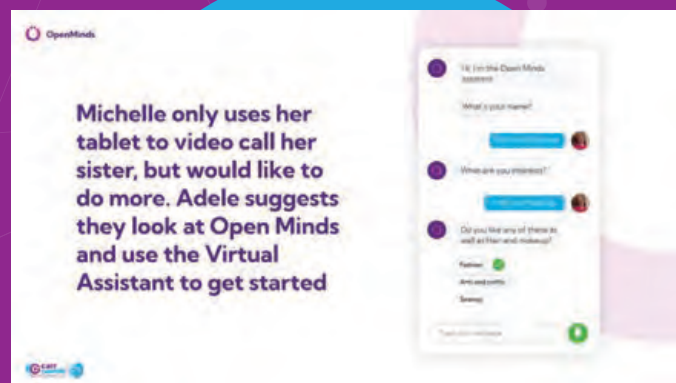 OpenMinds
Michelle only uses her
tablet to video call her
sister, but would like to
do more. Adele suggests
they look at Open Minds
and use the Virtual
Assistant to get started
Hi, I'm the Open Minds
assistant
What's your name?
What are you interests?
Do you like any of these as
well as Hair and makeup?
Fashion
Arts and crafts